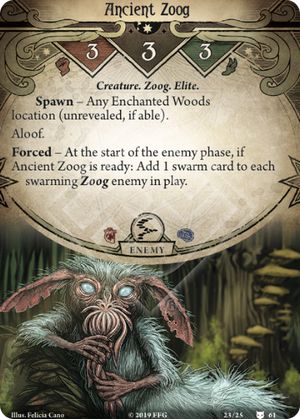 Ancient Zoog
3 3 3
Creature. Zoog. Elite.
Spawn – Any Enchanted Woods
location (unrevealed, if able).
Aloof.
Forced – At the start of the enemy phase, if
Ancient Zoog is ready: Add 1 swarm card to each
swarming Zoog enemy in play.
ENEMY
Illus. Felicia Cano © 2019 FFG 23/25 61